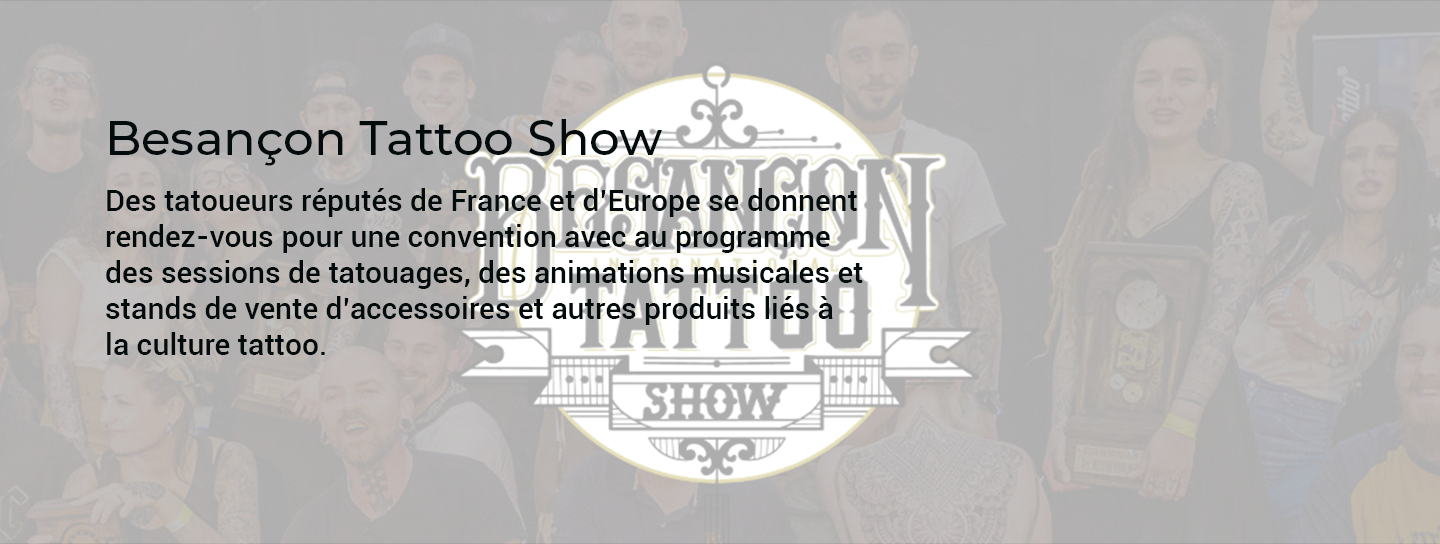 Besançon Tattoo Show
Des tatoueurs réputés de France et d'Europe se donnent
rendez-vous pour une convention avec au programme
des sessions de tatouages, des animations musicales et
stands de vente d'accessoires et autres produits liés à
la culture tattoo.
BESANÇON
INTERNATIONAL
TATTOO
SHOW